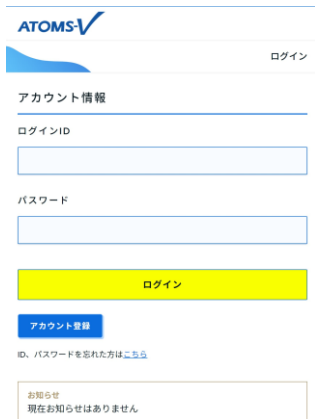 ATOMS-V
ログイン
アカウント情報
ログインID
パスワード
ログイン
アカウント登録
ID、パスワードを忘れた方はこちら
お知らせ
現在お知らせはありません